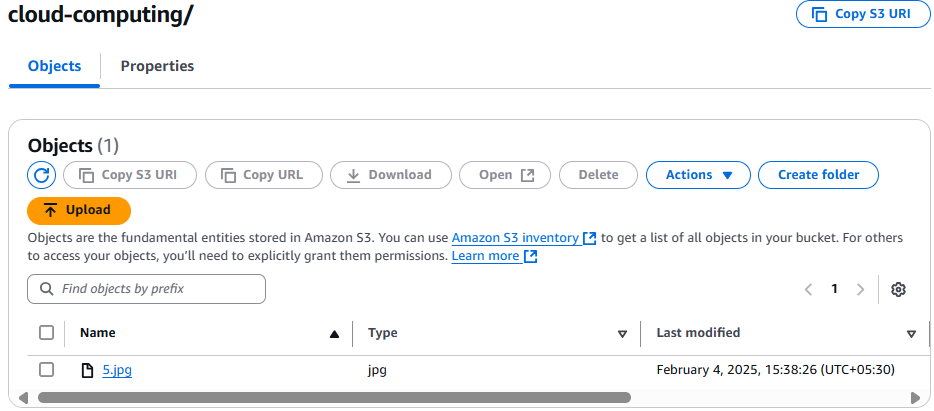 cloud-computing/
Copy S3 URI
Objects
Properties
Objects (1)
Copy S3 URI
Copy URL
Download
Open
Delete
Actions
Create folder
Upload
Objects are the fundamental entities stored in Amazon S3. You can use Amazon S3 inventory to get a list of all objects in your bucket. For others
to access your objects, you’ll need to explicitly grant them permissions. Learn more
Find objects by prefix
1
Name
Type
Last modified
5.jpg
jpg
February 4, 2025, 15:38:26 (UTC+05:30)